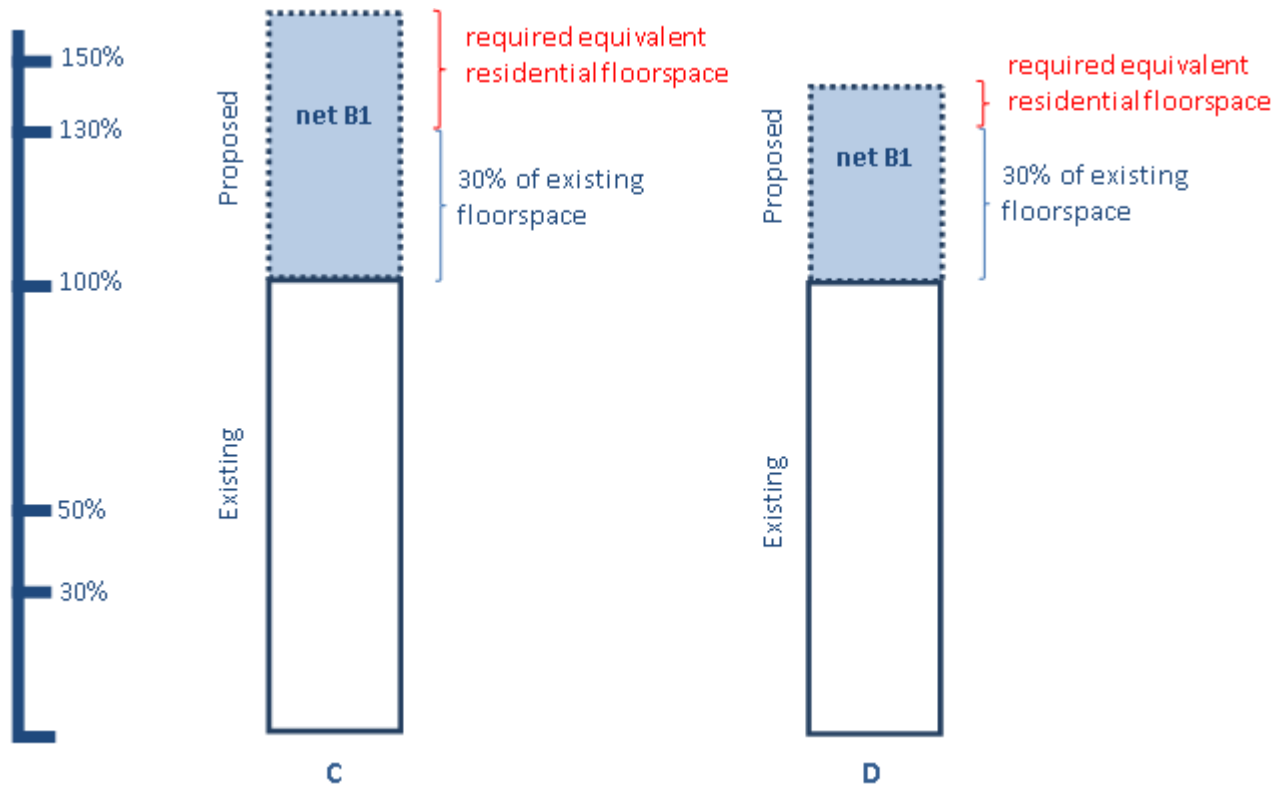 150%
130%
100%
50%
30%
Proposed
Existing
net B1
required equivalent
residential floorspace
30% of existing
floorspace
C
Proposed
Existing
net B1
required equivalent
residential floorspace
30% of existing
floorspace
D